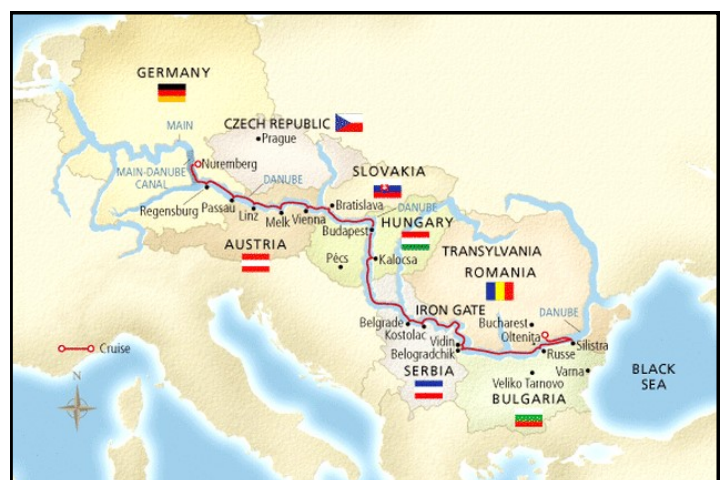 GERMANY
MAIN
CZECH REPUBLIC
Prague
Nuremberg
MAIN-DANUBE
CANAL
DANUBE
SLOVAKIA
Regensburg
Passau
Linz
Melk
Vienna
Bratislava
DANUBE
Budapest
HUNGARY
AUSTRIA
Pécs
Kalocsa
TRANSYLVANIA
ROMANIA
IRON GATE
Belgrade
Kostolac
Bucharest
DANUBE
Oltenița
Vidin
Belogradchik
Silistra
Russe
Cruise
N
SERBIA
Veliko Tarnovo
Varna
BULGARIA
BLACK
SEA